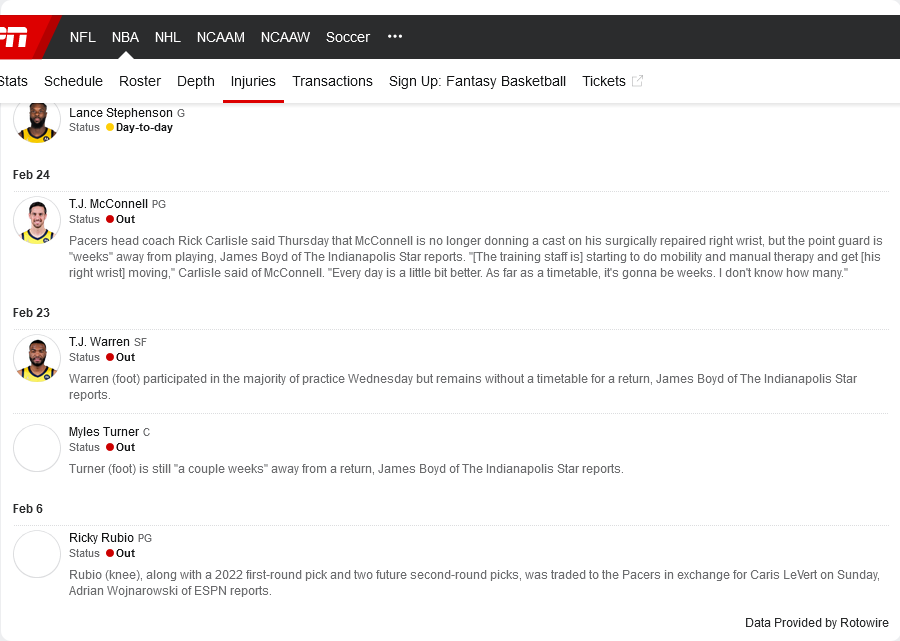 NFL NBA NHL NCAAM NCAAW Soccer •••
Stats Schedule Roster Depth Injuries Transactions Sign Up: Fantasy Basketball Tickets
Lance Stephenson G
Status Day-to-day
Feb 24
T.J. McConnell PG
Status Out
Pacers head coach Rick Carlisle said Thursday that McConnell is no longer donning a cast on his surgically repaired right wrist, but the point guard is
"weeks" away from playing, James Boyd of The Indianapolis Star reports. "[The training staff is] starting to do mobility and manual therapy and get [his
right wrist] moving," Carlisle said of McConnell. "Every day is a little bit better. As far as a timetable, it's gonna be weeks. I don't know how many."
Feb 23
T.J. Warren SF
Status Out
Warren (foot) participated in the majority of practice Wednesday but remains without a timetable for a return, James Boyd of The Indianapolis Star
reports.
Myles Turner C
Status Out
Turner (foot) is still "a couple weeks" away from a return, James Boyd of The Indianapolis Star reports.
Feb 6
Ricky Rubio PG
Status Out
Rubio (knee), along with a 2022 first-round pick and two future second-round picks, was traded to the Pacers in exchange for Caris LeVert on Sunday,
Adrian Wojnarowski of ESPN reports.
Data Provided by Rotowire